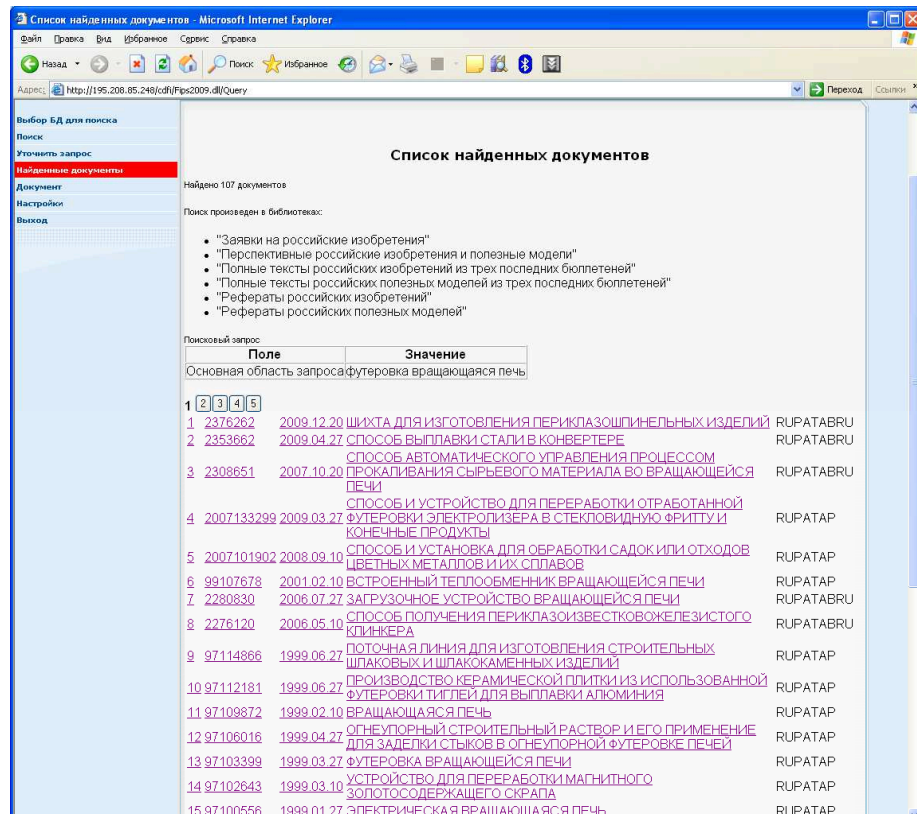 Список найденных документов - Microsoft Internet Explorer
Файл Правка Вид Избранное Сервис Справка
Назад Поиск Избранное
Адрес: http://195.208.85.248/cdfi/Fips2009.dll/Query Переход Ссылки
Выбор БД для поиска
Поиск
Уточнить запрос
Найденные документы
Документ
Настройки
Выход
Список найденных документов
Найдено 107 документов
Поиск произведен в библиотеках:
"Заявки на российские изобретения"
"Перспективные российские изобретения и полезные модели"
"Полные тексты российских изобретений из трех последних бюллетеней"
"Полные тексты российских полезных моделей из трех последних бюллетеней"
"Рефераты российских изобретений"
"Рефераты российских полезных моделей"
Поисковый запрос
Поле Значение
Основная область запроса футеровка вращающаяся печь
1 2 3 4 5
1 2376262 2009.12.20 ШИХТА ДЛЯ ИЗГОТОВЛЕНИЯ ПЕРИКЛАЗОШПИНЕЛЬНЫХ ИЗДЕЛИЙ RUPATABRU
2 2353662 2009.04.27 СПОСОБ ВЫПЛАВКИ СТАЛИ В КОНВЕРТЕРЕ RUPATABRU
СПОСОБ АВТОМАТИЧЕСКОГО УПРАВЛЕНИЯ ПРОЦЕССОМ
3 2308651 2007.10.20 ПРОКАЛИВАНИЯ СЫРЬЕВОГО МАТЕРИАЛА ВО ВРАЩАЮЩЕЙСЯ RUPATABRU
ПЕЧИ
СПОСОБ И УСТРОЙСТВО ДЛЯ ПЕРЕРАБОТКИ ОТРАБОТАННОЙ
4 2007133299 2009.03.27 ФУТЕРОВКИ ЭЛЕКТРОЛИЗЕРА В СТЕКЛОВИДНУЮ ФРИТТУ И RUPATAP
КОНЕЧНЫЕ ПРОДУКТЫ
5 2007101902 2008.09.10 СПОСОБ И УСТАНОВКА ДЛЯ ОБРАБОТКИ САДОК ИЛИ ОТХОДОВ RUPATAP
ЦВЕТНЫХ МЕТАЛЛОВ И ИХ СПЛАВОВ
6 99107678 2001.02.10 ВСТРОЕННЫЙ ТЕПЛООБМЕННИК ВРАЩАЮЩЕЙСЯ ПЕЧИ RUPATAP
7 2280830 2006.07.27 ЗАГРУЗОЧНОЕ УСТРОЙСТВО ВРАЩАЮЩЕЙСЯ ПЕЧИ RUPATABRU
8 2276120 2006.05.10 СПОСОБ ПОЛУЧЕНИЯ ПЕРИКЛАЗОИЗВЕСТКОВОЖЕЛЕЗИСТОГО RUPATABRU
КЛИНКЕРА
9 97114866 1999.06.27 ПОТОЧНАЯ ЛИНИЯ ДЛЯ ИЗГОТОВЛЕНИЯ СТРОИТЕЛЬНЫХ RUPATAP
ШЛАКОВЫХ И ШЛАКОКАМЕННЫХ ИЗДЕЛИЙ
10 97112181 1999.06.27 ПРОИЗВОДСТВО КЕРАМИЧЕСКОЙ ПЛИТКИ ИЗ ИСПОЛЬЗОВАННОЙ RUPATAP
ФУТЕРОВКИ ТИГЛЕЙ ДЛЯ ВЫПЛАВКИ АЛЮМИНИЯ
11 97109872 1999.02.10 ВРАЩАЮЩАЯСЯ ПЕЧЬ RUPATAP
12 97106016 1999.04.27 ОГНЕУПОРНЫЙ СТРОИТЕЛЬНЫЙ РАСТВОР И ЕГО ПРИМЕНЕНИЕ RUPATAP
ДЛЯ ЗАДЕЛКИ СТЫКОВ В ОГНЕУПОРНОЙ ФУТЕРОВКЕ ПЕЧЕЙ
13 97103399 1999.03.27 ФУТЕРОВКА ВРАЩАЮЩЕЙСЯ ПЕЧИ RUPATAP
14 97102643 1999.03.10 УСТРОЙСТВО ДЛЯ ПЕРЕРАБОТКИ МАГНИТНОГО RUPATAP
ЗОЛОТОСОДЕРЖАЩЕГО СКРАПА
15 97100556 1999.01.27 ЭЛЕКТРИЧЕСКАЯ ВРАЩАЮЩАЯСЯ ПЕЧЬ RUPATAP